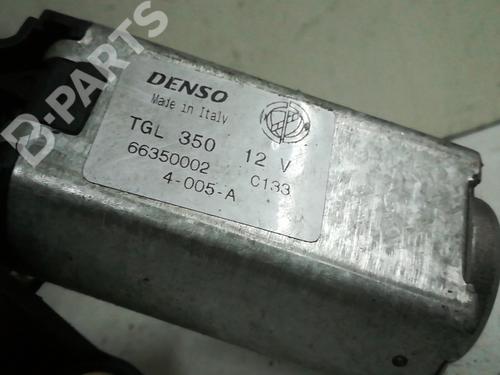 B-PARTS
DENSO
Made in Italy
TGL 350 12 V
66350002 C133
4-005-A